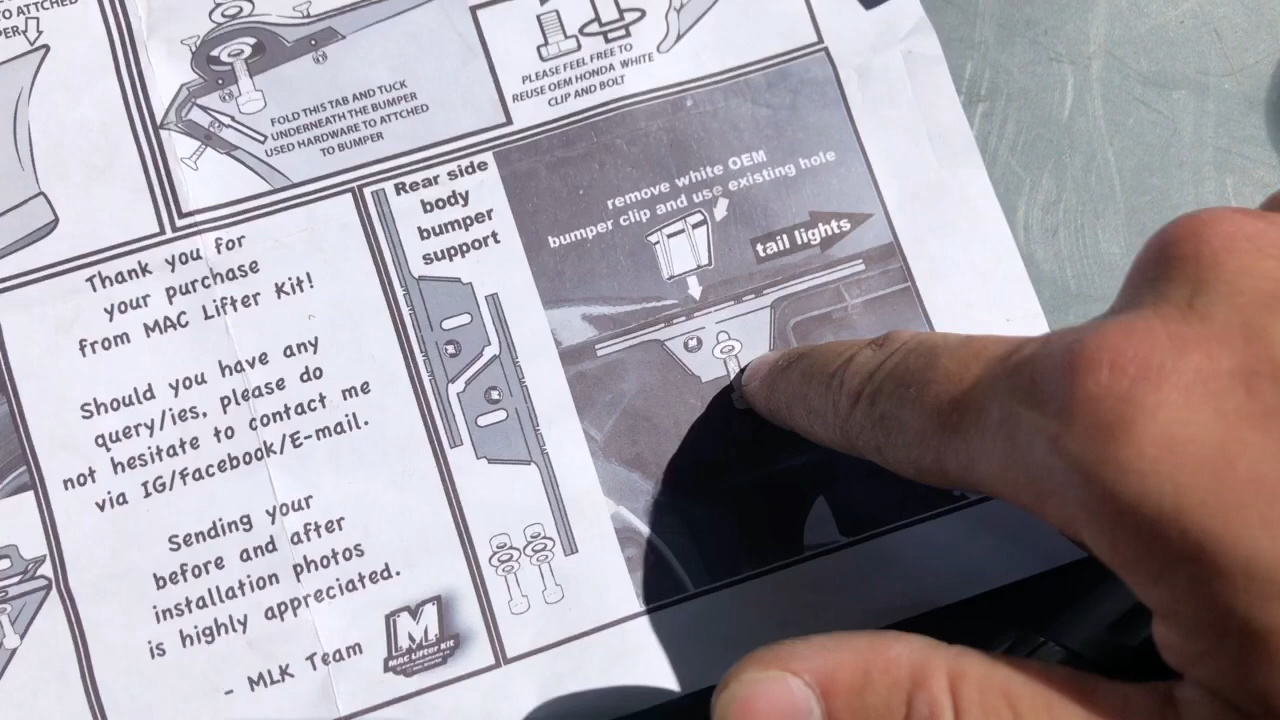 TO ATTCHED
FOLD THIS TAB AND TUCK
UNDERNEATH THE BUMPER
USED HARDWARE TO ATTCHED
TO BUMPER
PLEASE FEEL FREE TO
REUSE OEM HONDA WHITE
CLIP AND BOLT
Thank you for
your purchase
from MAC Lifter Kit!
Should you have any
query/ies, please do
not hesitate to contact me
via IG/Facebook/E-mail.
Sending your
before and after
installation photos
is highly appreciated.
- MLK Team
M
MAC Lifter Kit
Rear side
body
bumper
support
remove white OEM
bumper clip and use existing hole
tail lights